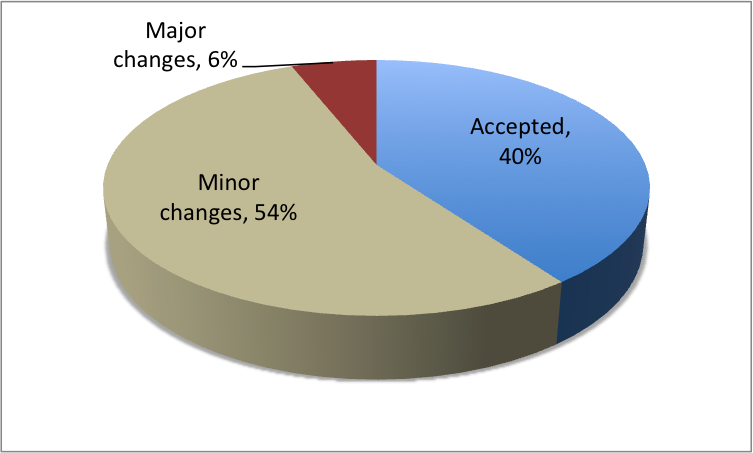 Major
changes, 6%
Accepted,
40%
Minor
changes, 54%